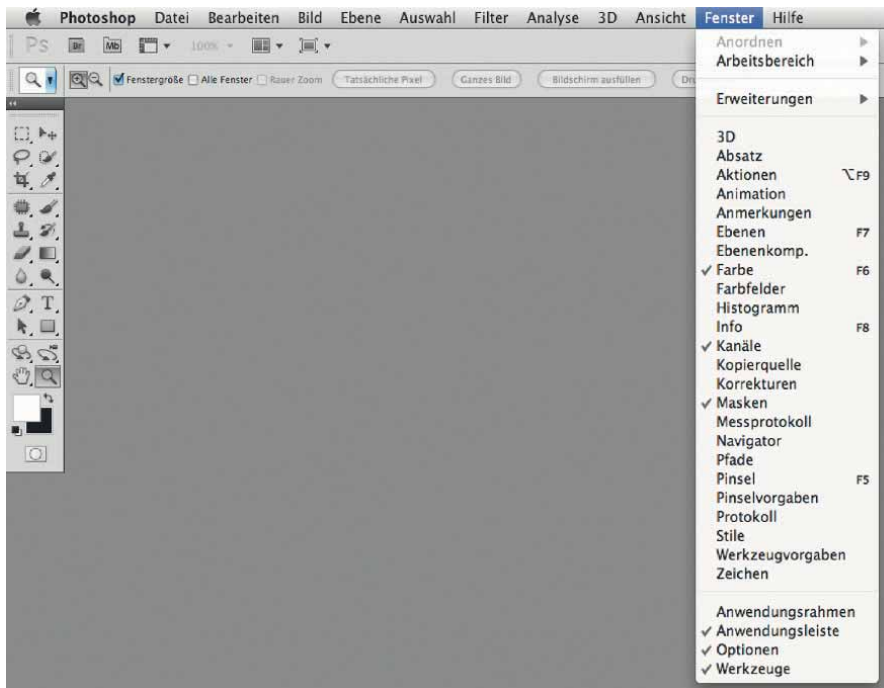 Photoshop Datei Bearbeiten Bild Ebene Auswahl Filter Analyse 3D Ansicht Fenster Hilfe
Ps Br Mb 100%
Fenstergröße Alle Fenster Rauer Zoom Tatsächliche Pixel Ganzes Bild Bildschirm ausfüllen
Anordnen
Arbeitsbereich
Erweiterungen
3D
Absatz
Aktionen ⌥F9
Animation
Anmerkungen
Ebenen F7
Ebenenkomp.
✓ Farbe F6
Farbfelder
Histogramm
Info F8
✓ Kanäle
Kopierquelle
Korrekturen
✓ Masken
Messprotokoll
Navigator
Pfade
Pinsel F5
Pinselvorgaben
Protokoll
Stile
Werkzeugvorgaben
Zeichen
Anwendungsrahmen
✓ Anwendungsleiste
✓ Optionen
✓ Werkzeuge
T